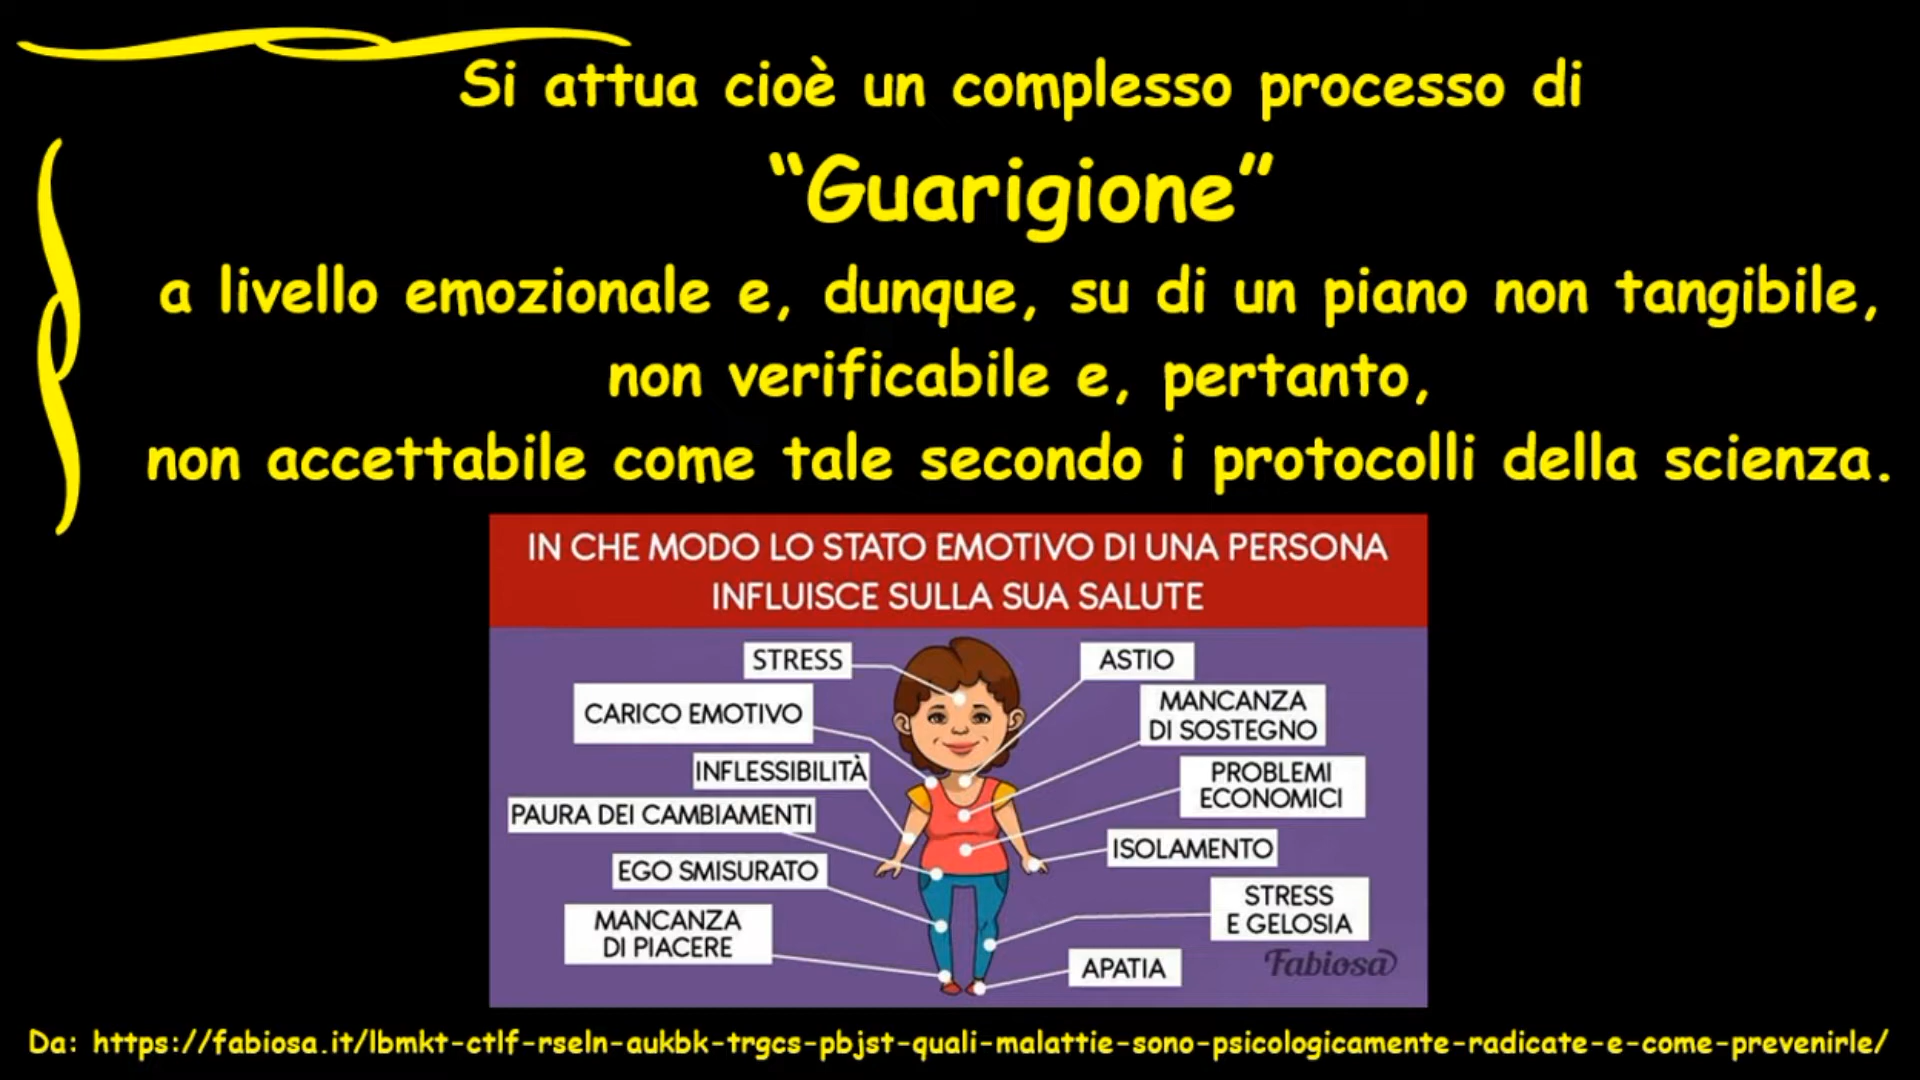 Si attua cioè un complesso processo di
“Guarigione”
a livello emozionale e, dunque, su di un piano non tangibile,
non verificabile e, pertanto,
non accettabile come tale secondo i protocolli della scienza.
IN CHE MODO LO STATO EMOTIVO DI UNA PERSONA
INFLUISCE SULLA SUA SALUTE
STRESS
CARICO EMOTIVO
INFLESSIBILITÀ
PAURA DEI CAMBIAMENTI
EGO SMISURATO
MANCANZA
DI PIACERE
ASTIO
MANCANZA
DI SOSTEGNO
PROBLEMI
ECONOMICI
ISOLAMENTO
STRESS
E GELOSIA
APATIA
Fabiosa
Da: https://fabiosa.it/lbmkt-ctlf-rseln-aukbk-trgcs-pbjst-quali-malattie-sono-psicologicamente-radicate-e-come-prevenirle/